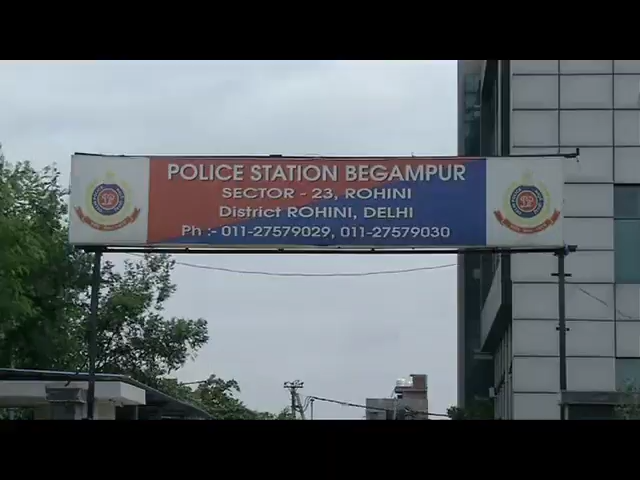 POLICE STATION BEGAMPUR
SECTOR - 23, ROHINI
District ROHINI, DELHI
Ph :- 011-27579029, 011-27579030